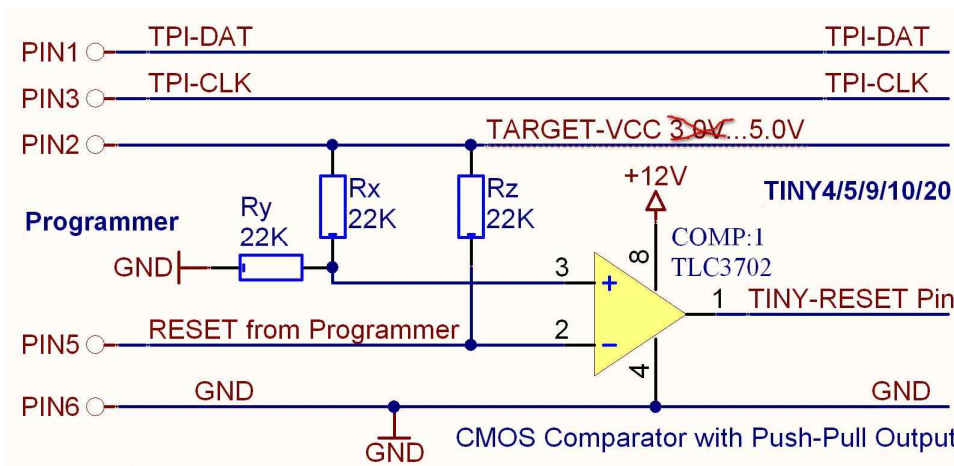 PIN1 TPI-DAT TPI-DAT
PIN3 TPI-CLK TPI-CLK
PIN2 TARGET-VCC 3.0V...5.0V
+12V
TINY4/5/9/10/20
Programmer
Ry
22K
Rx
22K
Rz
22K
COMP:1
TLC3702
GND
3
+
8
1
TINY-RESET Pin
PIN5 RESET from Programmer
2
-
4
PIN6 GND GND
GND
CMOS Comparator with Push-Pull Output